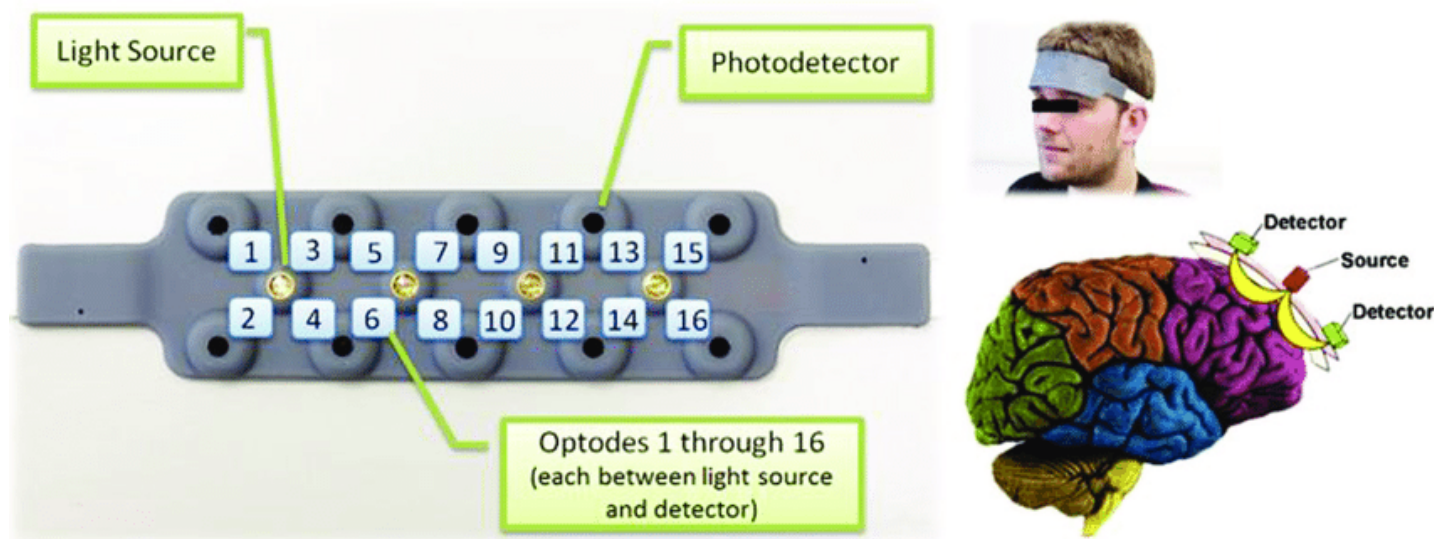 Light Source
Photodetector
1 3 5 7 9 11 13 15
2 4 6 8 10 12 14 16
Optodes 1 through 16
(each between light source
and detector)
Detector
Source
Detector